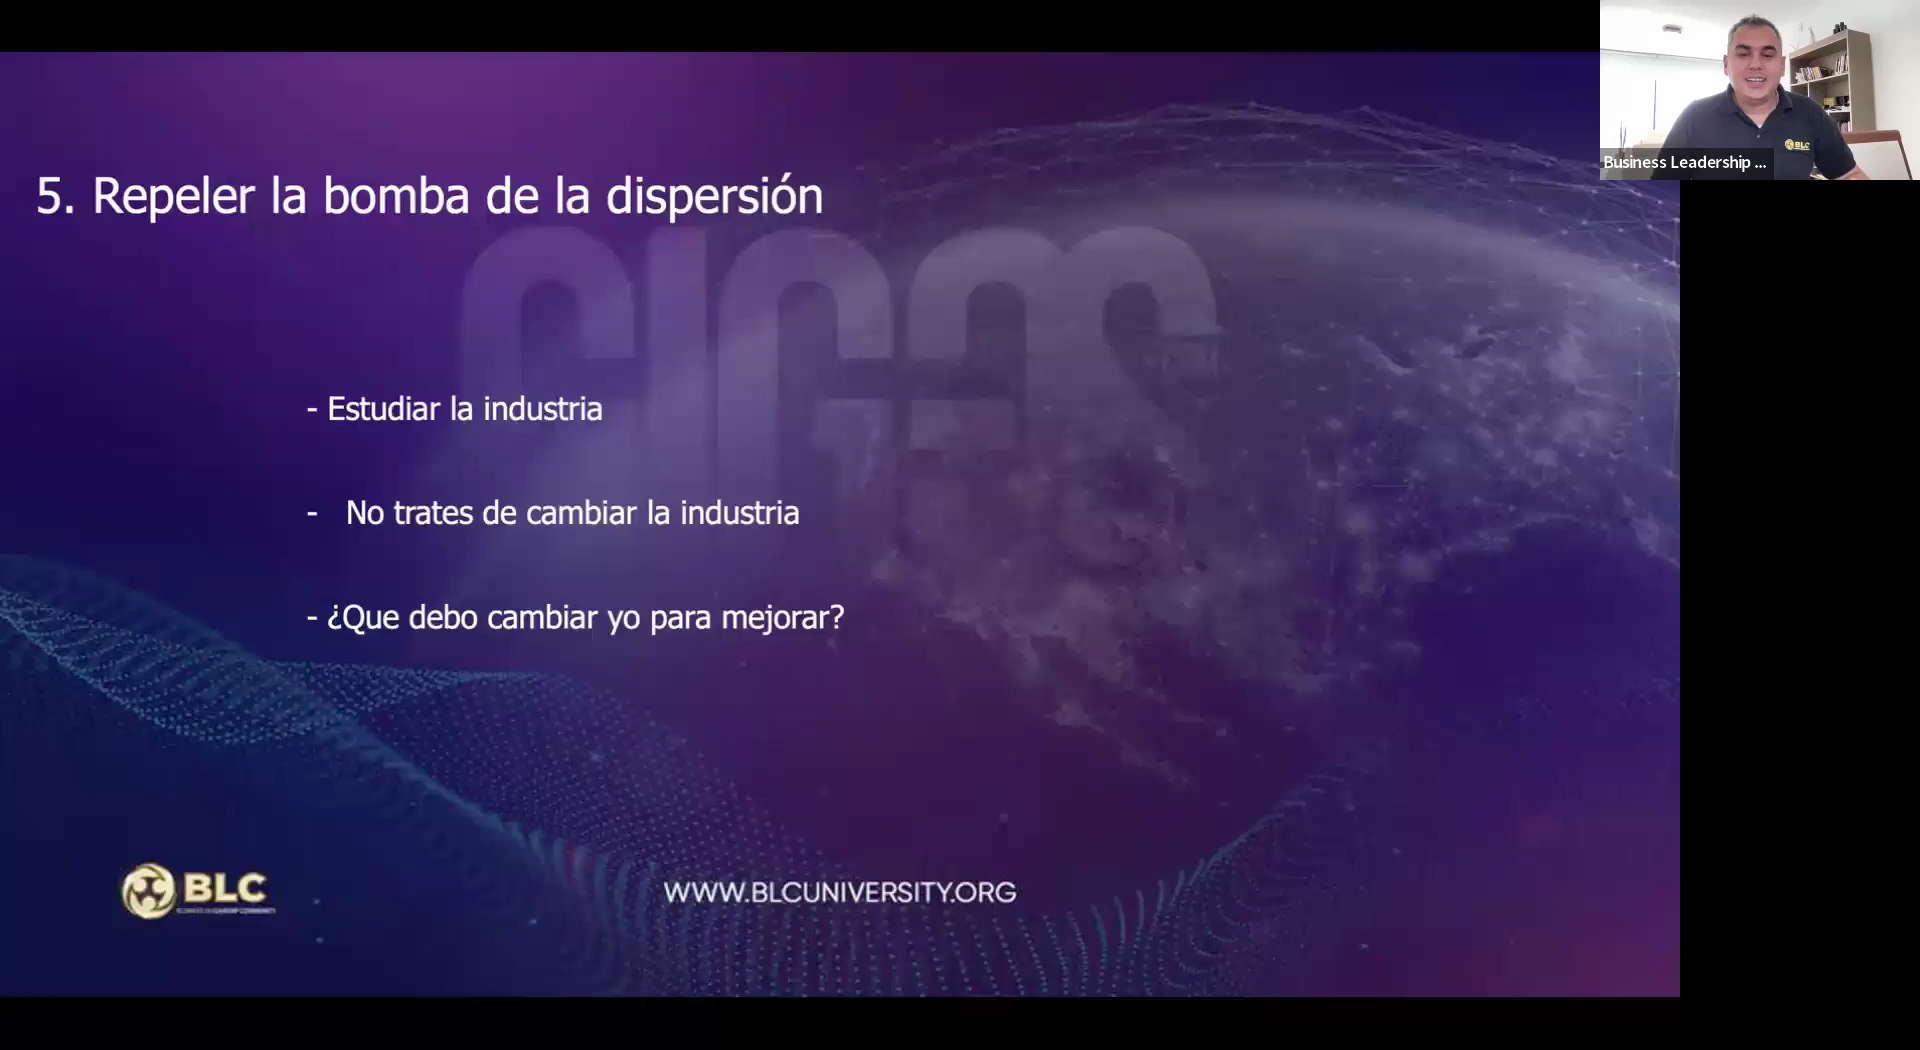 Business Leadership ...
BLC
5. Repeler la bomba de la dispersión
- Estudiar la industria
- No trates de cambiar la industria
- ¿Que debo cambiar yo para mejorar?
BLC
WWW.BLCUNIVERSITY.ORG